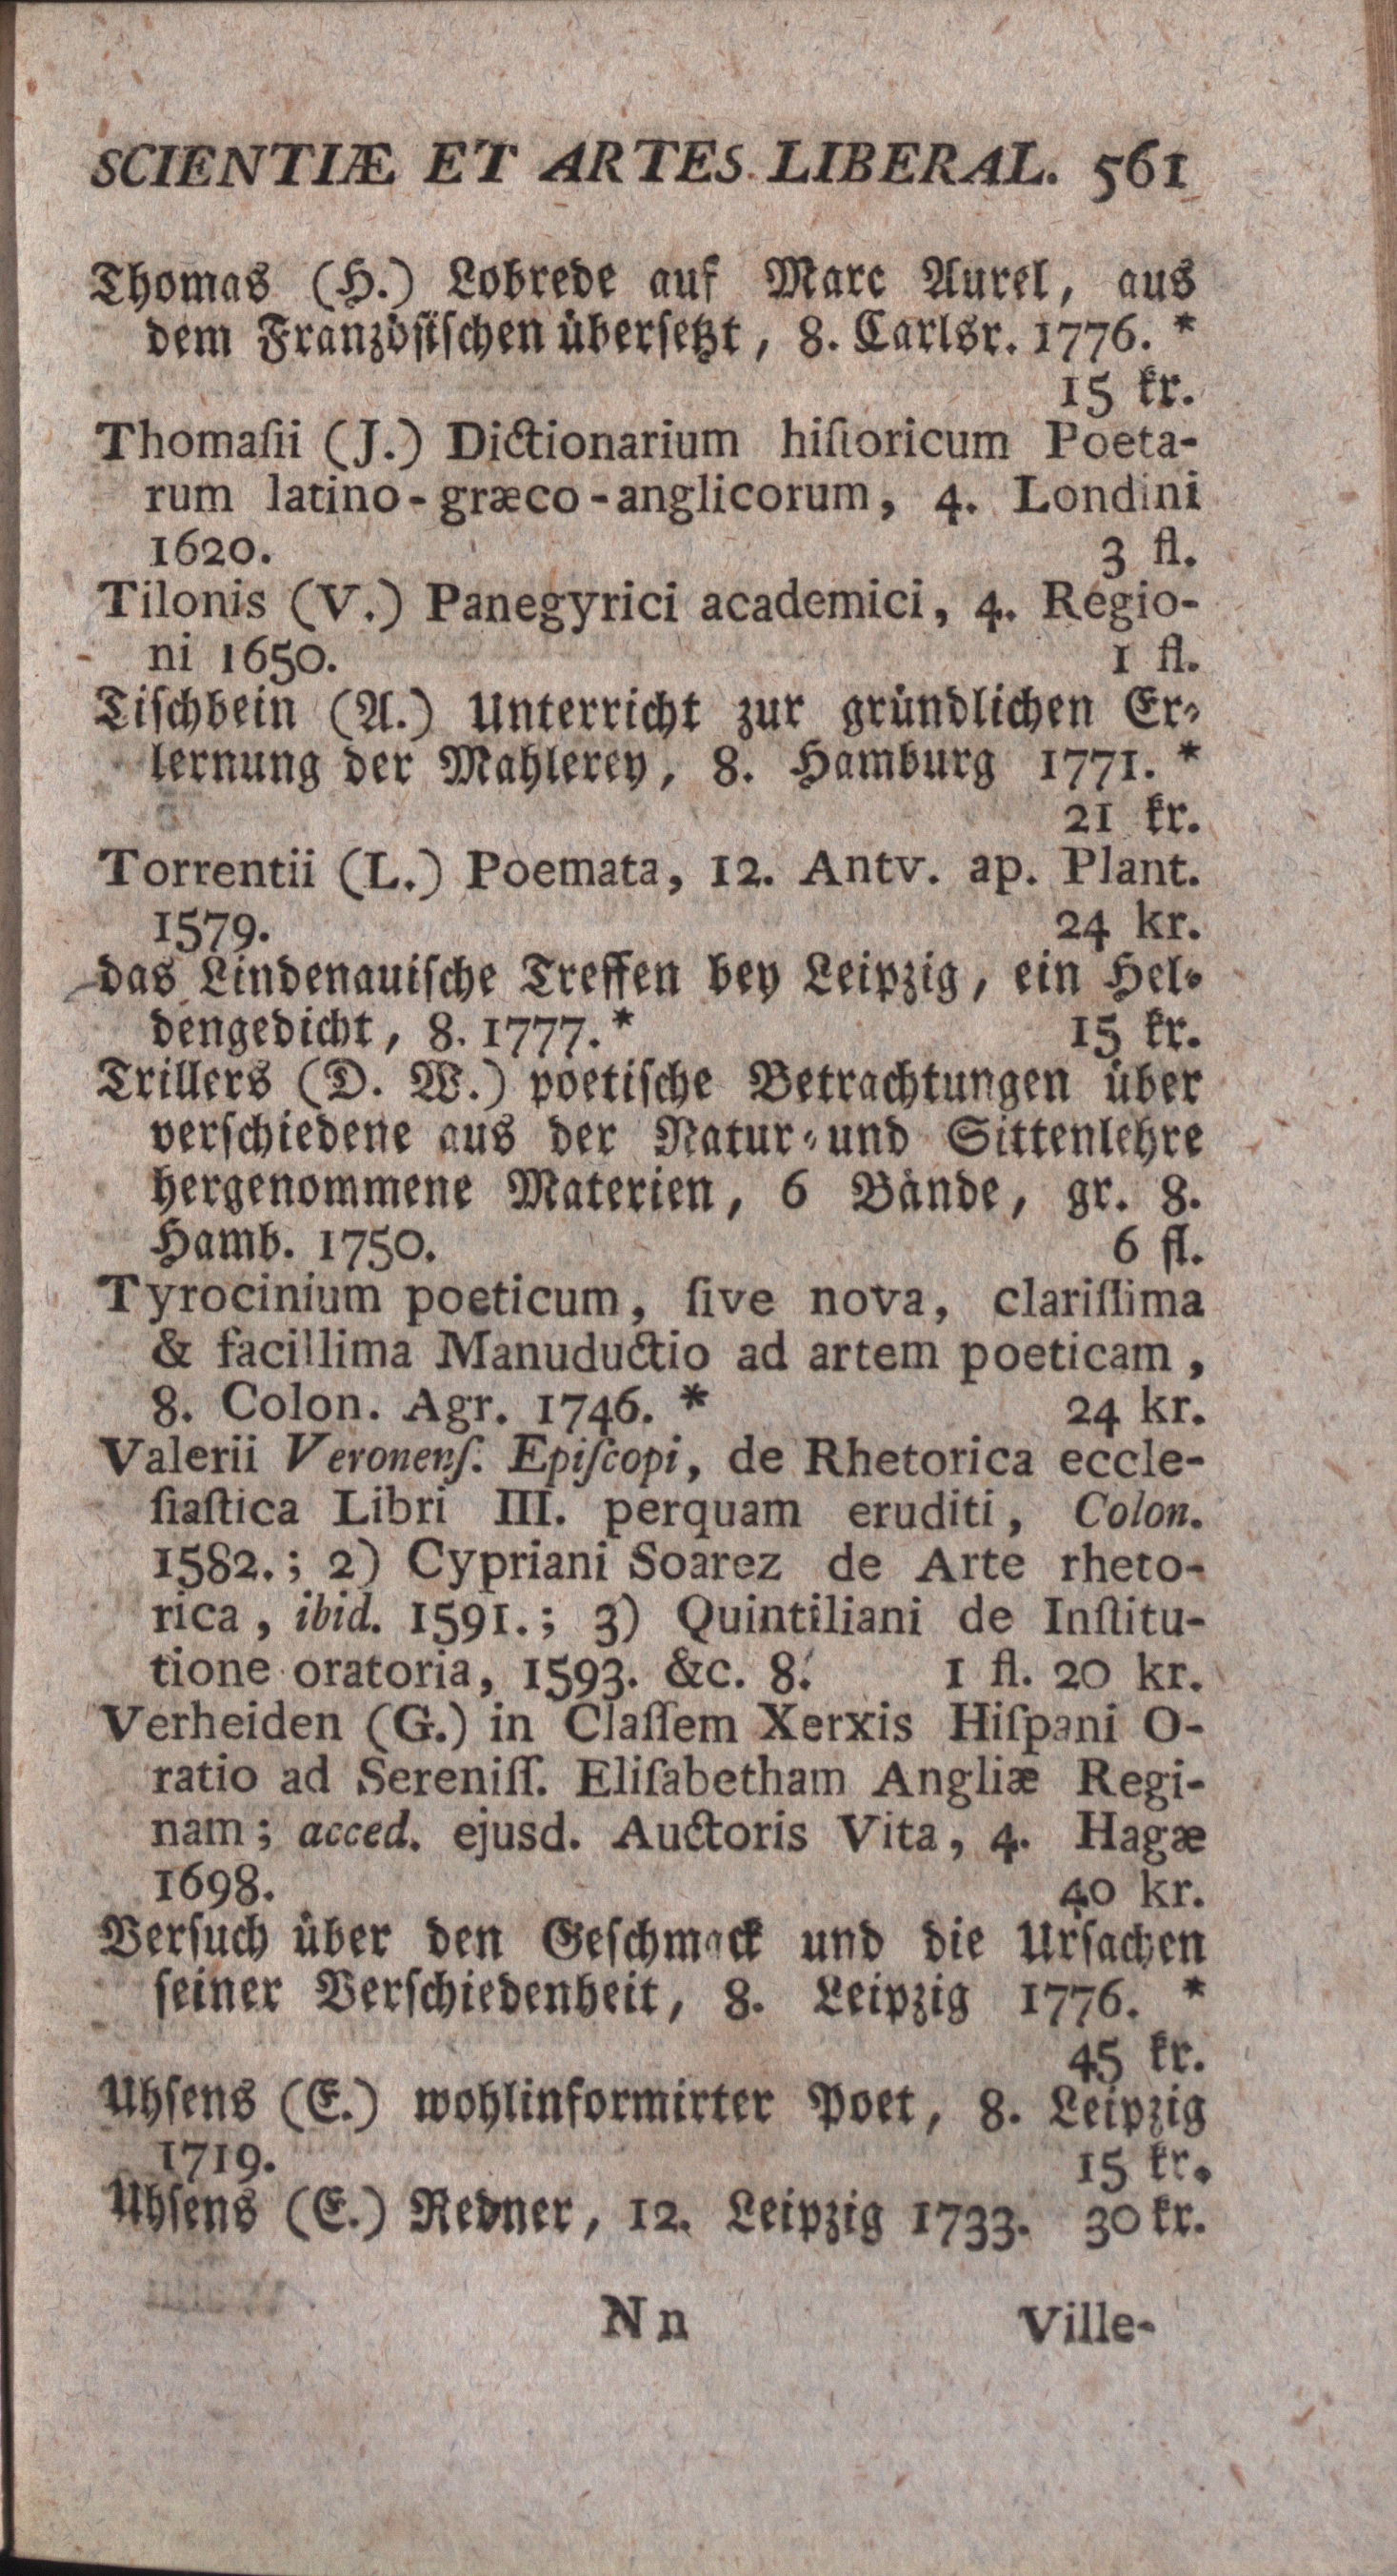 SCIENTIÆ ET ARTES LIBERAL. 561
Thomas (H.) Lobrede auf Marc Aurel, aus
dem Französischen übersetzt, 8. Carlsr. 1776. *
15 kr.
Thomaſii (J.) Dictionarium hiſtoricum Poeta-
rum latino-græco-anglicorum, 4. Londini
1620. 3 fl.
Tilonis (V.) Panegyrici academici, 4. Regio-
ni 1650. 1 fl.
Tiſchbein (A.) Unterricht zur gründlichen Er-
lernung der Mahlerey, 8. Hamburg 1771. *
21 kr.
Torrentii (L.) Poemata, 12. Antv. ap. Plant.
1579. 24 kr.
das Lindenauiſche Treffen bey Leipzig, ein Hel-
dengedicht, 8. 1777. * 15 kr.
Trillers (D. W.) poetiſche Betrachtungen über
verſchiedene aus der Natur- und Sittenlehre
hergenommene Materien, 6 Bände, gr. 8.
Hamb. 1750. 6 fl.
Tyrocinium poeticum, ſive nova, clariſſima
& facillima Manuductio ad artem poeticam,
8. Colon. Agr. 1746. * 24 kr.
Valerii Veronenſ. Epiſcopi, de Rhetorica eccle-
ſiaſtica Libri III. perquam eruditi, Colon.
1582.; 2) Cypriani Soarez de Arte rheto-
rica, ibid. 1591.; 3) Quintiliani de Inſtitu-
tione oratoria, 1593. &c. 8. 1 fl. 20 kr.
Verheiden (G.) in Claſſem Xerxis Hiſpani O-
ratio ad Sereniſſ. Eliſabetham Angliæ Regi-
nam; acced. ejusd. Auctoris Vita, 4. Hagæ
1698. 40 kr.
Verſuch über den Geſchmack und die Urſachen
ſeiner Verſchiedenheit, 8. Leipzig 1776. *
45 kr.
Uhſens (E.) wohlinformirter Poet, 8. Leipzig
1719. 15 kr.
Uhſens (E.) Redner, 12. Leipzig 1733. 30 kr.
Nn Ville-